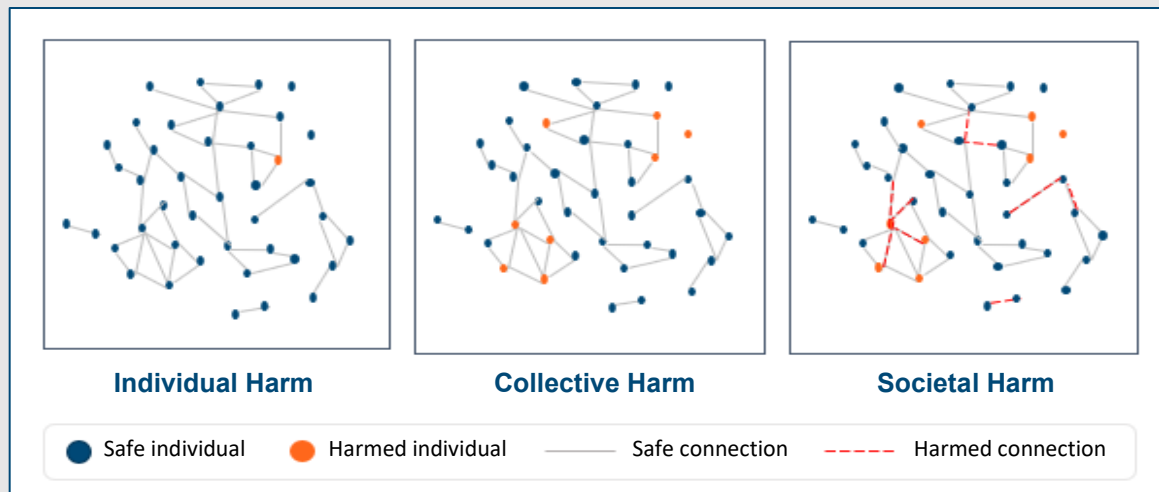 Individual Harm
Collective Harm
Societal Harm
Safe individual
Harmed individual
Safe connection
Harmed connection